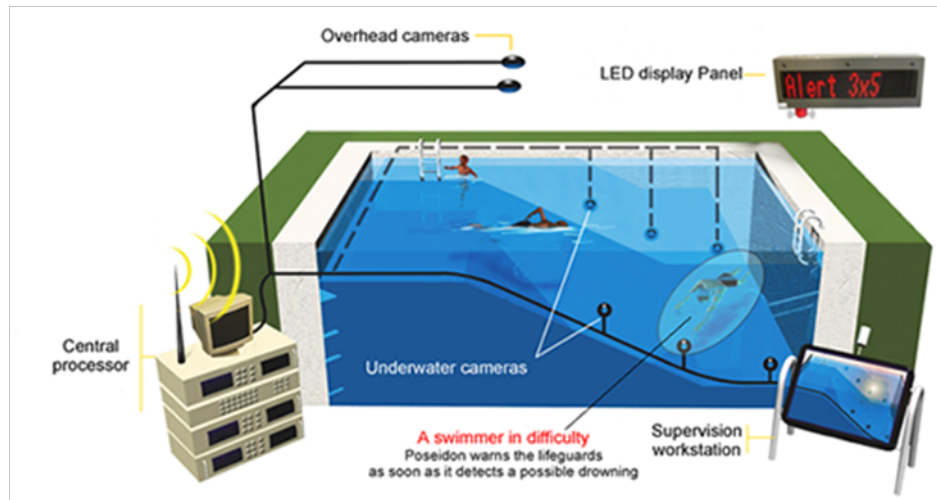 Overhead cameras
LED display Panel
Alert 3x5
Central
processor
Underwater cameras
A swimmer in difficulty
Poseidon warns the lifeguards
as soon as it detects a possible drowning
Supervision
workstation